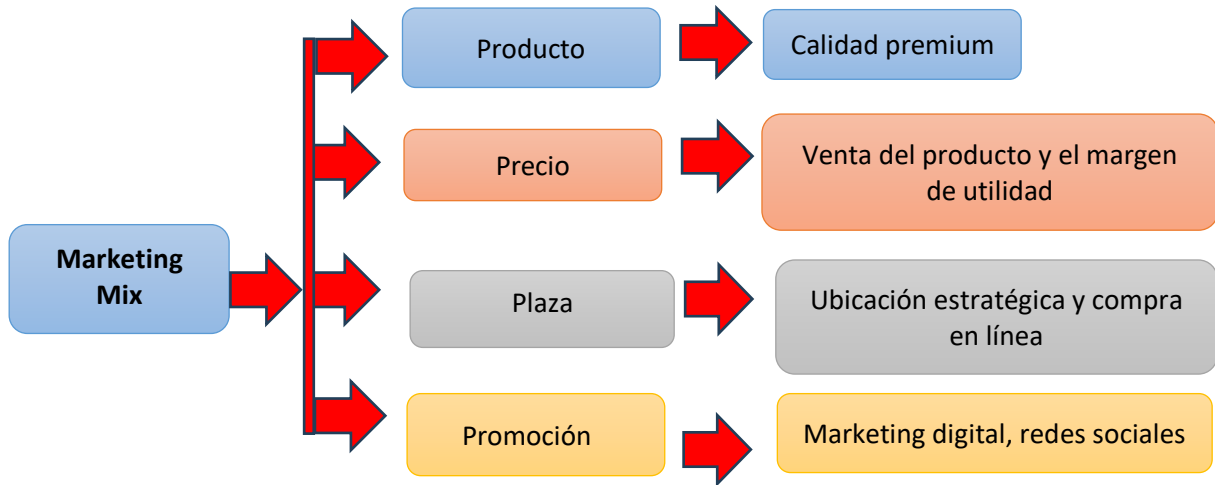 Producto
Calidad premium
Precio
Venta del producto y el margen
de utilidad
Marketing
Mix
Plaza
Ubicación estratégica y compra
en línea
Promoción
Marketing digital, redes sociales